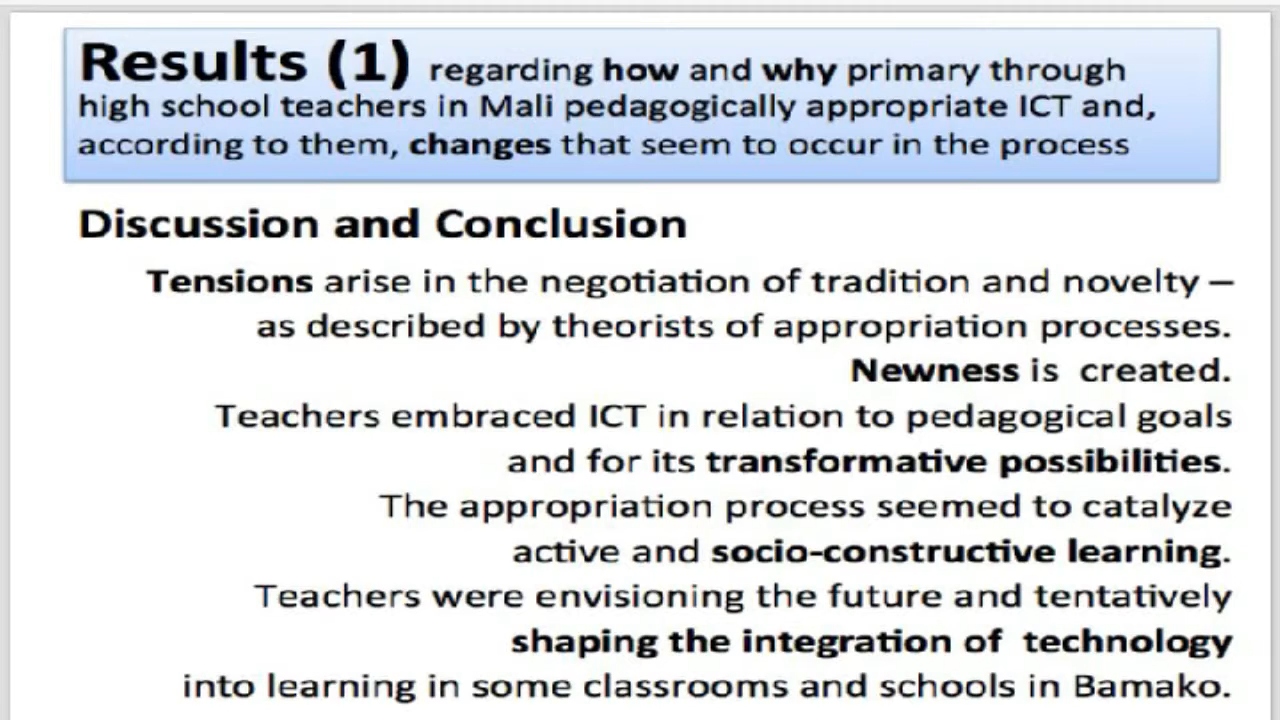 Results (1) regarding how and why primary through
high school teachers in Mali pedagogically appropriate ICT and,
according to them, changes that seem to occur in the process
Discussion and Conclusion
Tensions arise in the negotiation of tradition and novelty –
as described by theorists of appropriation processes.
Newness is created.
Teachers embraced ICT in relation to pedagogical goals
and for its transformative possibilities.
The appropriation process seemed to catalyze
active and socio-constructive learning.
Teachers were envisioning the future and tentatively
shaping the integration of technology
into learning in some classrooms and schools in Bamako.